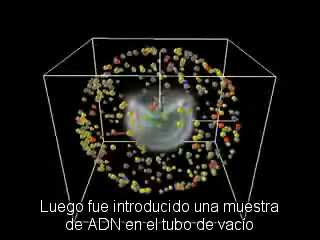 Luego fue introducido una muestra
de ADN en el tubo de vacío